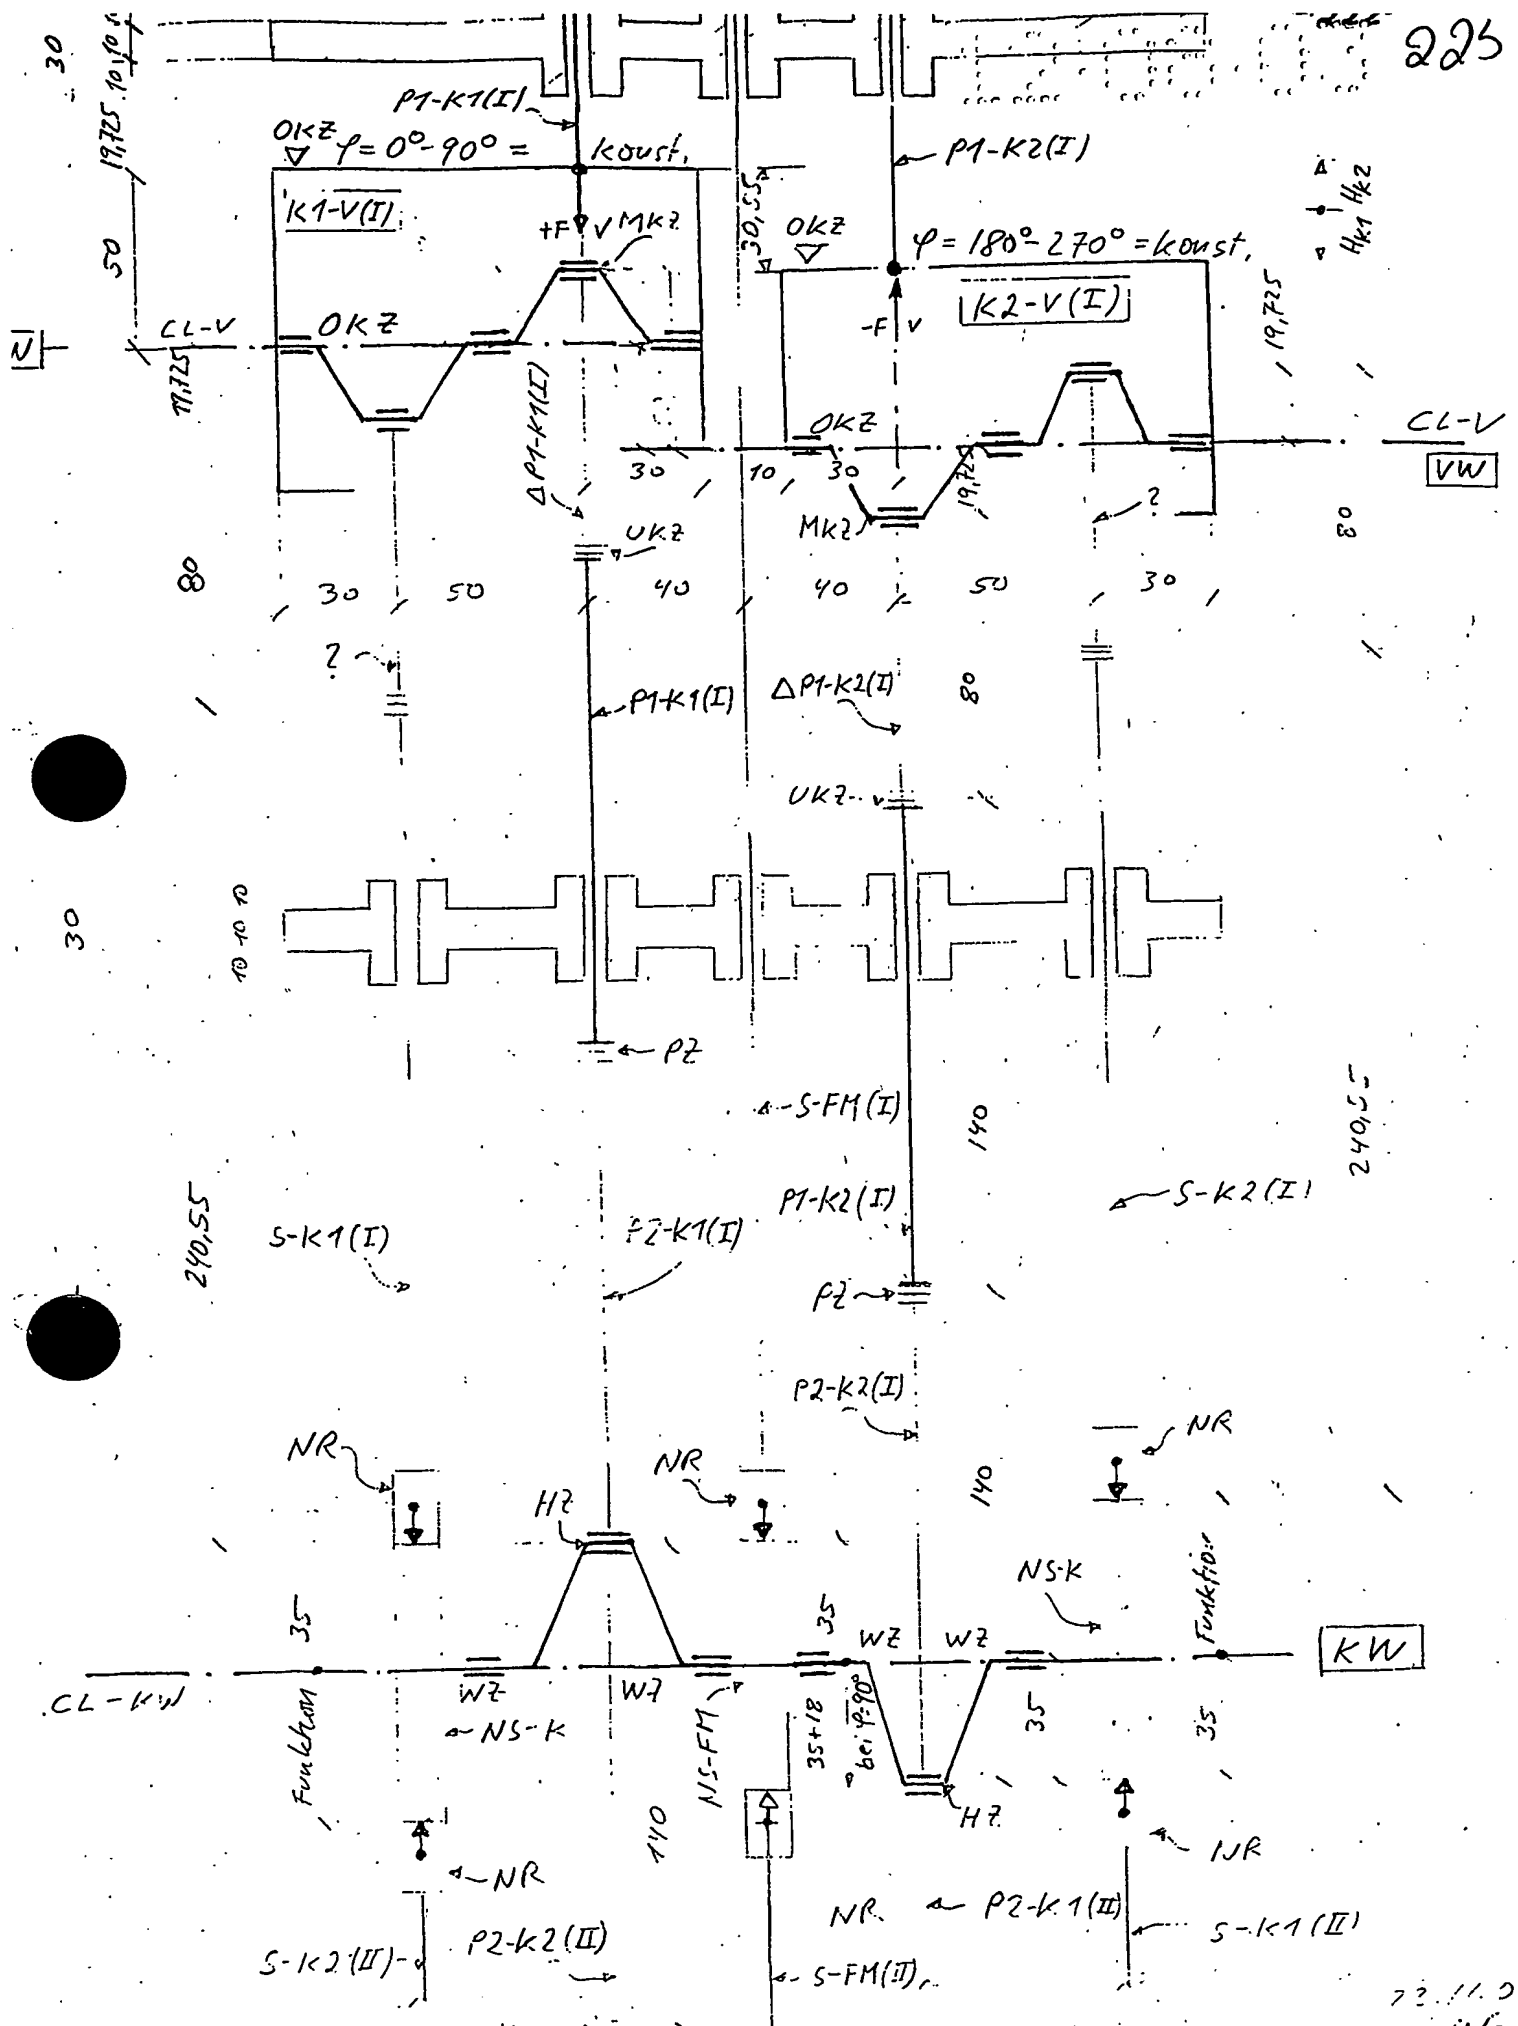 225
30
19,725 10 10
P1-K1(I)
OKZ
φ = 0° - 90° = konst.
P1-K2(I)
HK1 HK2
K1-V(I)
+F V MKZ
30,55
OKZ
φ = 180° - 270° = konst.
50
K2-V(I)
-F V
19,725
N
CL-V
OKZ
19,725
ΔP1-K1(I)
OKZ
CL-V
VW
30 10 30
19,725
UKZ
MKZ
?
80
80
30 50 40 40 50 30
?
P1-K1(I)
ΔP1-K2(I)
80
UKZ
30
10 10 10
PZ
S-FM(I)
140
240,55
P1-K2(I)
S-K2(I)
240,55
S-K1(I)
P2-K1(I)
PZ
P2-K2(I)
NR
NR
NR
140
HZ
NS-K
Funktion
35
35
WZ WZ
KW
CL-KW
WZ
WZ
NS-K
Funktion
NS-FM
35+18
bei φ=90°
35
35
HZ
140
NR
NR
NR
P2-K1(II)
S-K1(II)
S-K2(II)
P2-K2(II)
S-FM(II)